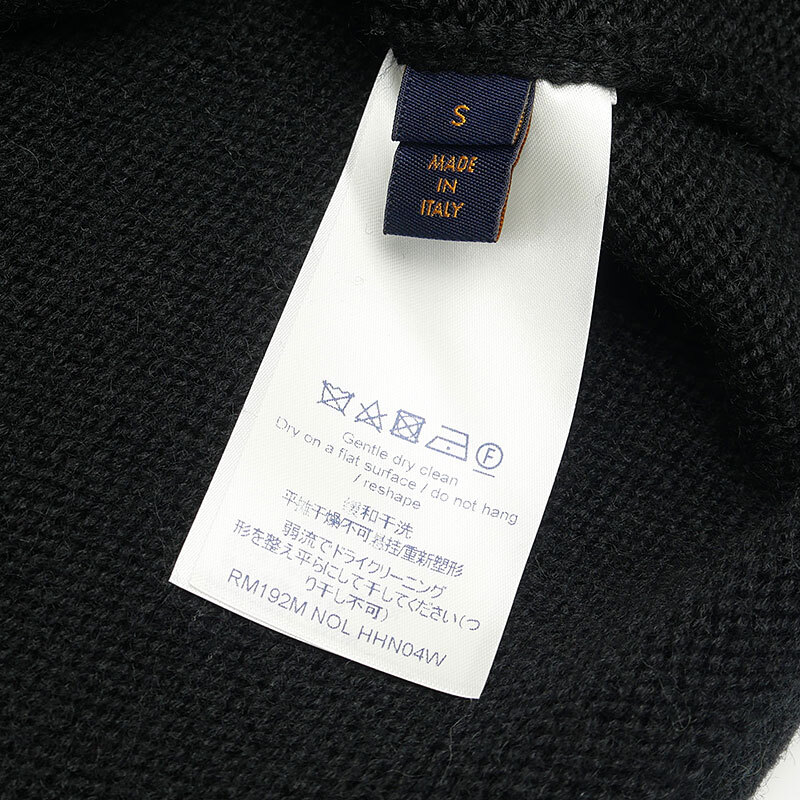 S
MADE
IN
ITALY
F
Gentle dry clean
Dry on a flat surface / do not hang
/ reshape
缓和干洗
平铺干燥不可悬挂/重新塑形
弱流でドライクリーニング
形を整え平らにして干してください(つ
り干し不可)
RM192M NOL HHN04W